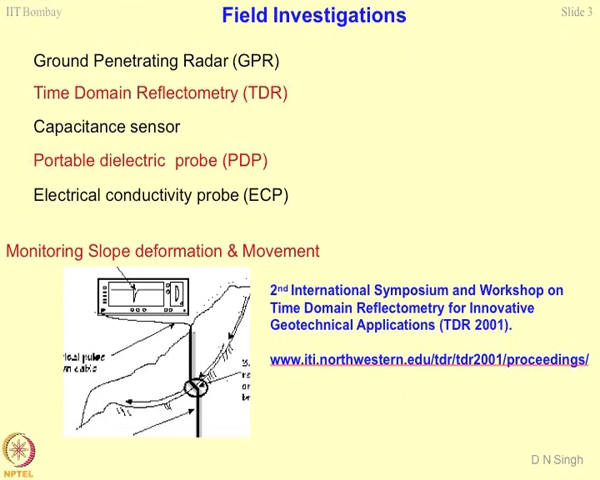 IIT Bombay
Field Investigations
Slide 3
Ground Penetrating Radar (GPR)
Time Domain Reflectometry (TDR)
Capacitance sensor
Portable dielectric probe (PDP)
Electrical conductivity probe (ECP)
Monitoring Slope deformation & Movement
2nd International Symposium and Workshop on
Time Domain Reflectometry for Innovative
Geotechnical Applications (TDR 2001).
www.iti.northwestern.edu/tdr/tdr2001/proceedings/
pulse
cable
D N Singh
NPTEL